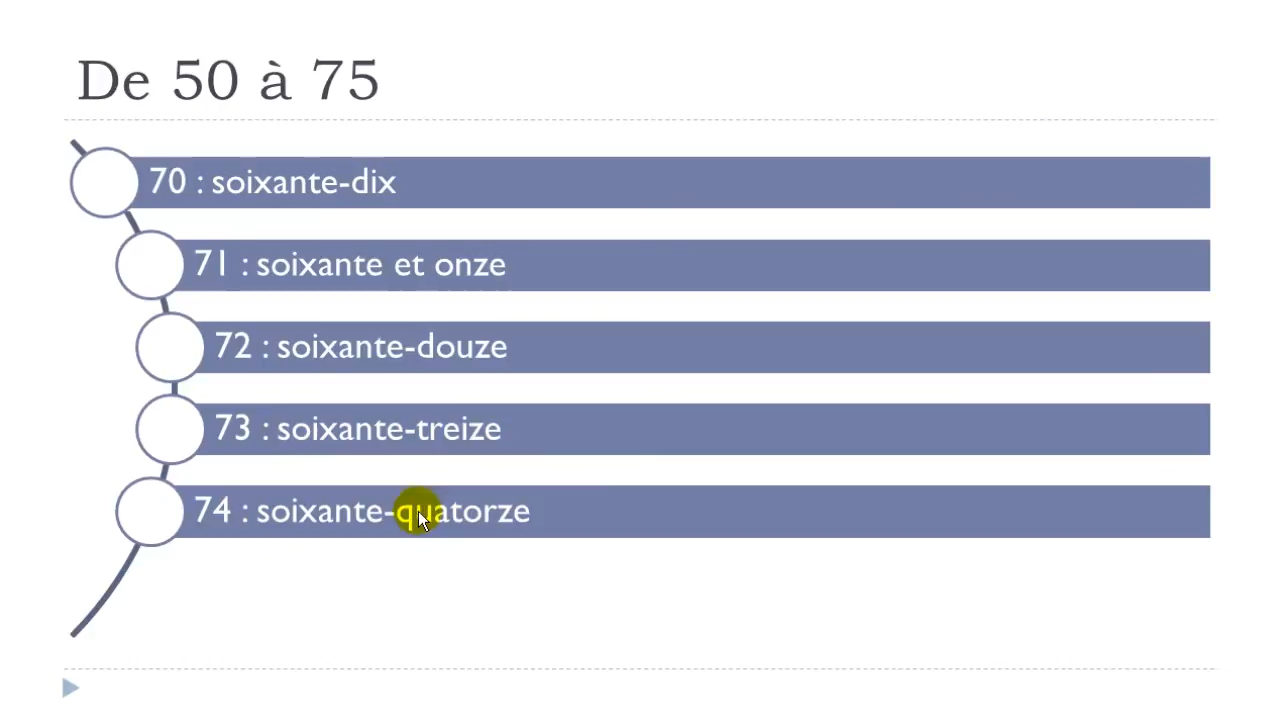 De 50 à 75
70 : soixante-dix
71 : soixante et onze
72 : soixante-douze
73 : soixante-treize
74 : soixante-quatorze